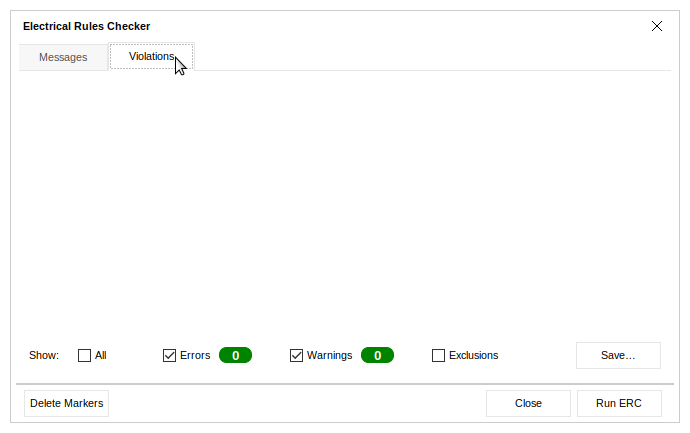 Electrical Rules Checker
Messages Violations
Show: All Errors 0 Warnings 0 Exclusions Save...
Delete Markers Close Run ERC